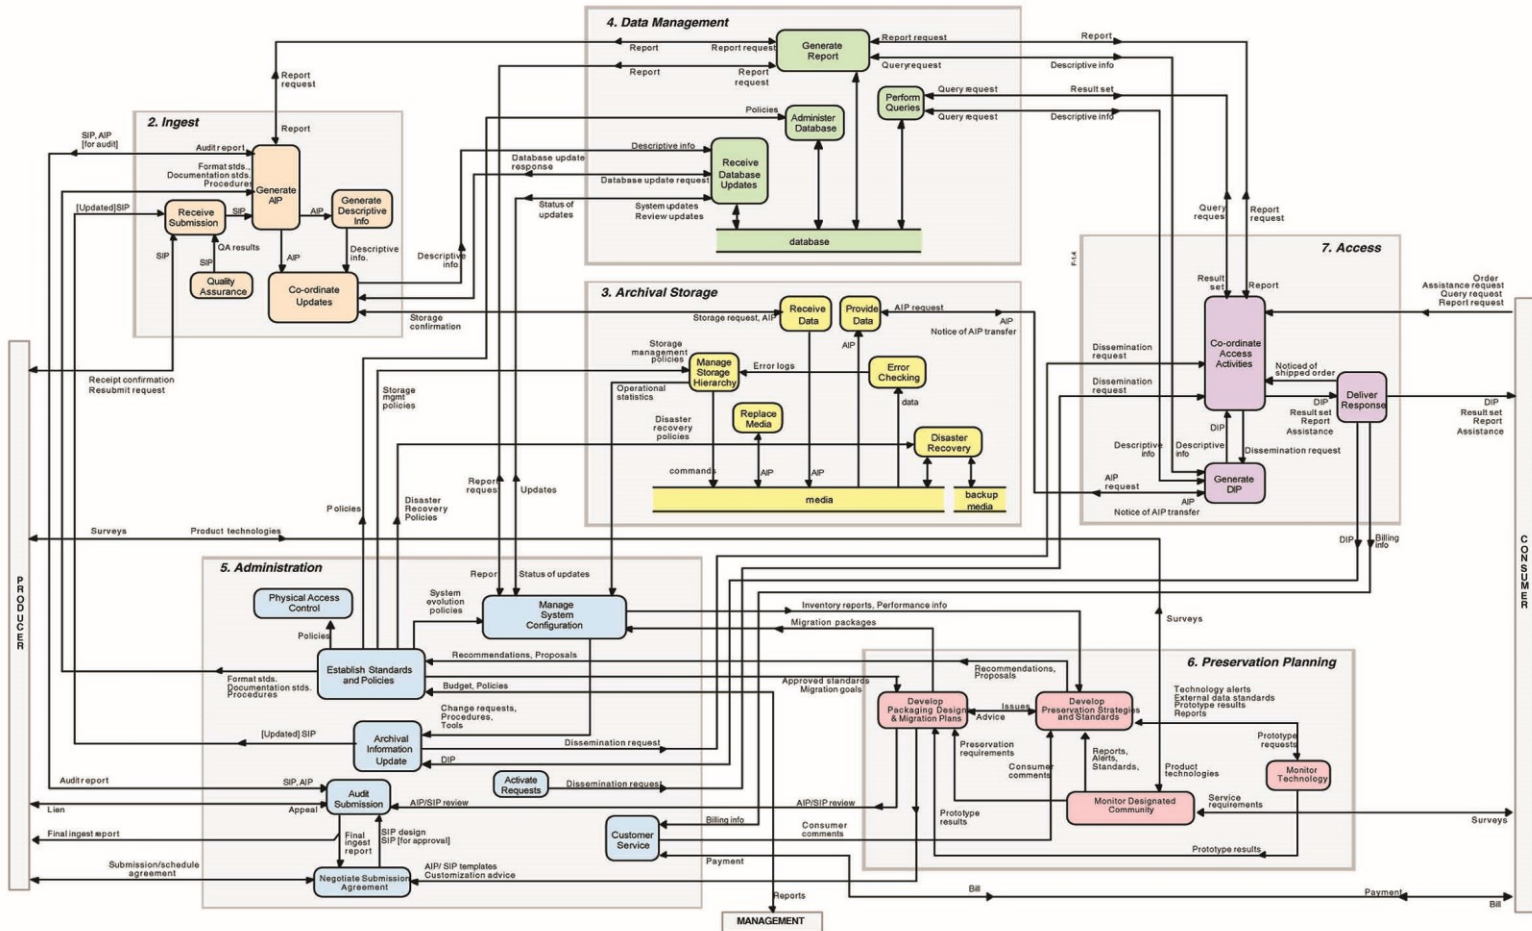 4. Data Management
Generate
Report
Report
Report request
Report request
Report
Report
Report
request
Queryrequest
Descriptive info
Report
request
Report
Perform
Queries
Query request
Result set
Query request
Descriptive info
Policies
Administer
Database
Receive
Database
Updates
Descriptive info
Database update
response
Database update request
Status of
updates
System updates
Review updates
database
2. Ingest
SIP, AIP
[for audit]
Audit report
Format stds.,
Documentation stds.
Procedures
Generate
AIP
[Updated]SIP
Receive
Submission
SIP
AIP
Generate
Descriptive
Info
SIP
QA results
SIP
AIP
Descriptive
info.
Quality
Assurance
Co-ordinate
Updates
Descriptive
info.
Storage
confirmation
3. Archival Storage
Receive
Data
Provide
Data
Storage request, AIP
AIP request
AIP
Notice of AIP transfer
Storage
management
policies
Manage
Storage
Hierarchy
Error logs
AIP
Error
Checking
Operational
statistics
data
Replace
Media
Disaster
recovery
policies
Disaster
Recovery
commands
AIP
AIP
media
backup
media
7. Access
F-1.4
Query
request
Report
request
Result
set
Report
Order
Assistance request
Query request
Report request
Co-ordinate
Access
Activities
Dissemination
request
Dissemination
request
Noticed of
shipped order
Deliver
Response
DIP
Result set
Report
Assistance
DIP
Result set
Report
Assistance
DIP
Descriptive
info
Descriptive
info
Dissemination request
Generate
DIP
AIP
request
AIP
Notice of AIP transfer
DIP
Billing
info
Receipt confirmation
Resubmit request
Storage
mgmt
policies
Policies
Disaster
Recovery
Policies
Report
request
Updates
Surveys
Product technologies
PRODUCER
CONSUMER
5. Administration
Repor
Status of updates
Physical Access
Control
System
evolution
policies
Manage
System
Configuration
Policies
Inventory reports, Performance info
Migration packages
Surveys
Establish Standards
and Policies
Recommendations, Proposals
Format stds.
Documentation stds.
Procedures
Budget, Policies
Approved standards
Migration goals
Change requests,
Procedures,
Tools
[Updated] SIP
Archival
Information
Update
Dissemination request
DIP
Audit report
SIP, AIP
Activate
Requests
Dissemination request
Lien
Appeal
Audit
Submission
AIP/SIP review
AIP/SIP review
Final ingest report
Final
ingest
report
SIP design
SIP [for approval]
Customer
Service
Billing info
Consumer
comments
Payment
Submission/schedule
agreement
Negotiate Submission
Agreement
AIP/ SIP templates
Customization advice
Reports
MANAGEMENT
Bill
Payment
Bill
6. Preservation Planning
Recommendations,
Proposals
Technology alerts
External data standards
Prototype results
Reports
Develop
Packaging Design
& Migration Plans
Issues
Advice
Develop
Preservation Strategies
and Standards
Prototype
requests
Preservation
requirements
Consumer
comments
Reports,
Alerts,
Standards,
Product
technologies
Monitor
Technology
Monitor Designated
Community
Service
requirements
Surveys
Prototype
results
Prototype results